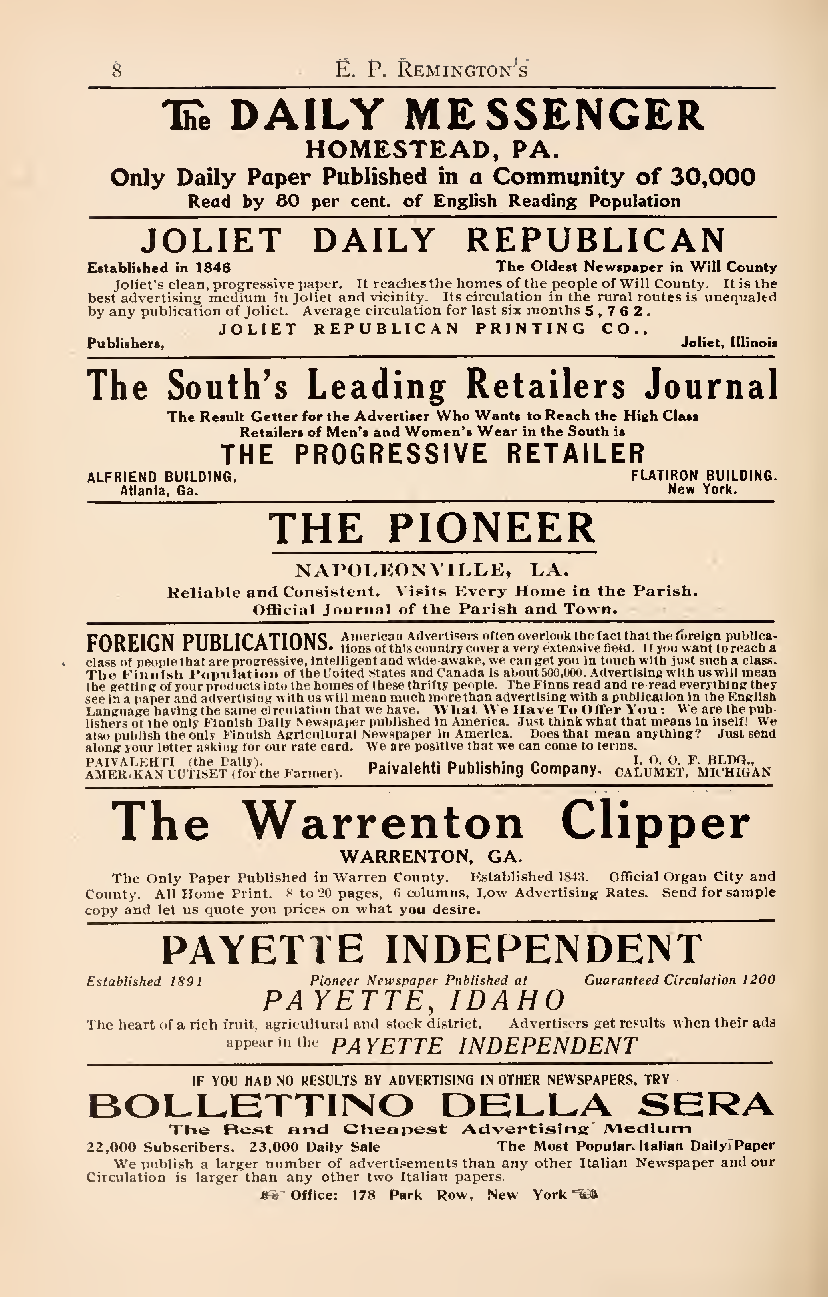 8 E. P. REMINGTON'S
The DAILY MESSENGER
HOMESTEAD, PA.
Only Daily Paper Published in a Community of 30,000
Read by 80 per cent. of English Reading Population
JOLIET DAILY REPUBLICAN
Established in 1846 The Oldest Newspaper in Will County
Joliet's clean, progressive paper. It reaches the homes of the people of Will County. It is the
best advertising medium in Joliet and vicinity. Its circulation in the rural routes is unequaled
by any publication of Joliet. Average circulation for last six months 5,762.
JOLIET REPUBLICAN PRINTING CO.,
Publishers, Joliet, Illinois
The South's Leading Retailers Journal
The Result Getter for the Advertiser Who Wants to Reach the High Class
Retailers of Men's and Women's Wear in the South is
THE PROGRESSIVE RETAILER
ALFRIEND BUILDING, FLATIRON BUILDING.
Atlanta, Ga. New York.
THE PIONEER
NAPOLEONVILLE, LA.
Reliable and Consistent. Visits Every Home in the Parish.
Official Journal of the Parish and Town.
FOREIGN PUBLICATIONS. American Advertisers often overlook the fact that the foreign publica-
tions of this country cover a very extensive field. If you want to reach a
class of people that are progressive, intelligent and wide-awake, we can get you in touch with just such a class.
The Finnish Population of the United States and Canada is about 500,000. Advertising with us will mean
the getting of your products into the homes of these thrifty people. The Finns read and re-read everything they
see in a paper and advertising with us will mean much more than advertising with a publication in the English
Language having the same circulation that we have. What We Have To Offer You: We are the pub-
lishers of the only Finnish Daily Newspaper published in America. Just think what that means in itself! We
also publish the only Finnish Agricultural Newspaper in America. Does that mean anything? Just send
along your letter asking for our rate card. We are positive that we can come to terms.
PAIVALEHTI (the Daily). I. O. O. F. BLDG.,
AMERIKAN UUTISET (for the Farmer). Paivalehti Publishing Company. CALUMET, MICHIGAN
The Warrenton Clipper
WARRENTON, GA.
The Only Paper Published in Warren County. Established 1843. Official Organ City and
County. All Home Print. 8 to 20 pages, 6 columns, Low Advertising Rates. Send for sample
copy and let us quote you prices on what you desire.
PAYETTE INDEPENDENT
Established 1891 Pioneer Newspaper Published at Guaranteed Circulation 1200
PAYETTE, IDAHO
The heart of a rich fruit, agricultural and stock district. Advertisers get results when their ads
appear in the PAYETTE INDEPENDENT
IF YOU HAD NO RESULTS BY ADVERTISING IN OTHER NEWSPAPERS, TRY
BOLLETTINO DELLA SERA
The Best and Cheapest Advertising Medium
22,000 Subscribers. 23,000 Daily Sale The Most Popular Italian Daily Paper
We publish a larger number of advertisements than any other Italian Newspaper and our
Circulation is larger than any other two Italian papers.
Office: 178 Park Row, New York